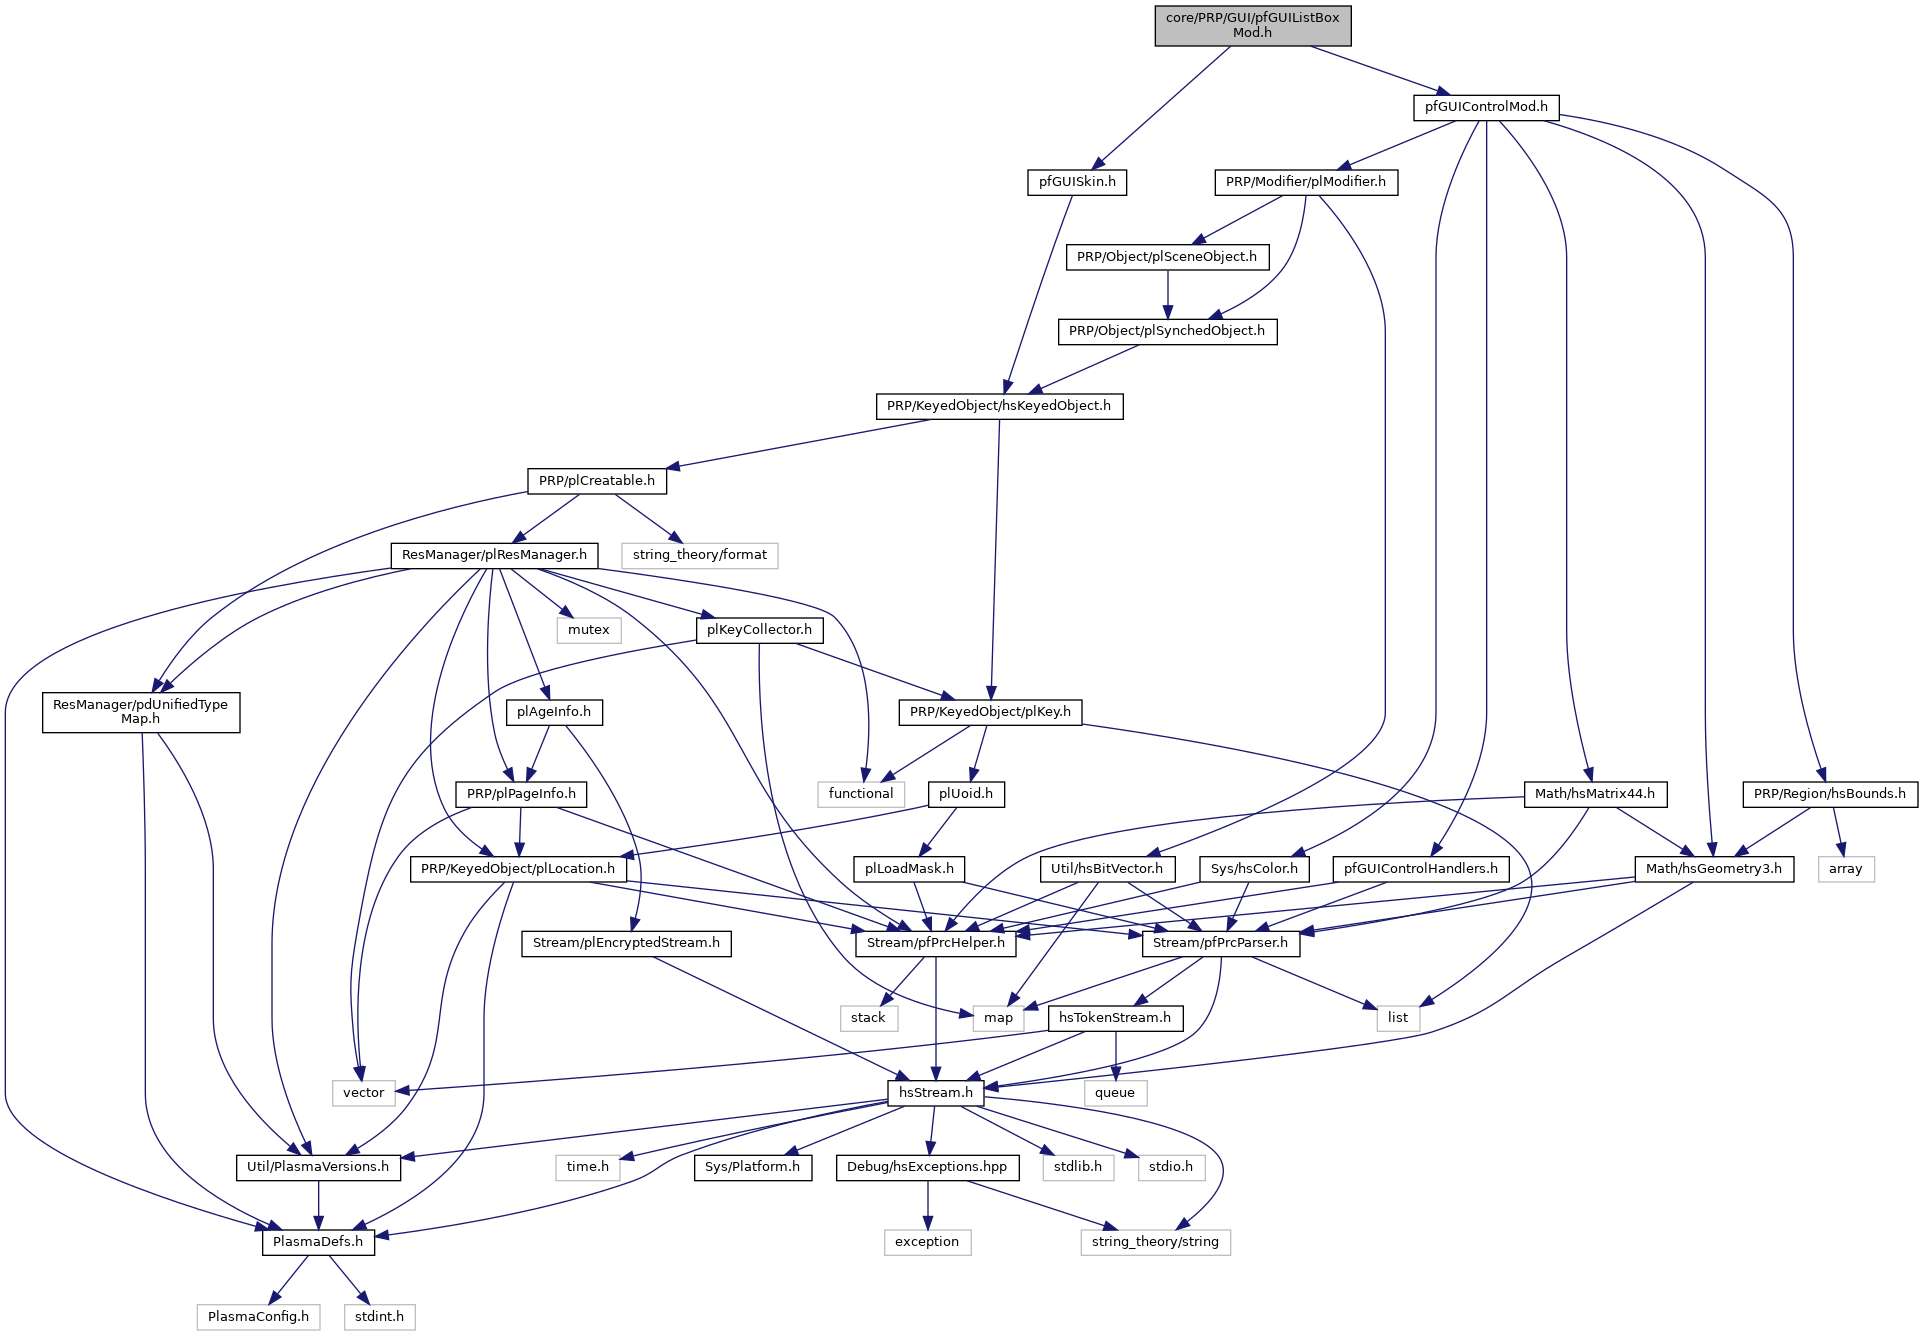 core/PRP/GUI/pfGUIListBox
Mod.h
pfGUIControlMod.h
pfGUISkin.h
PRP/Modifier/plModifier.h
PRP/Object/plSceneObject.h
PRP/Object/plSynchedObject.h
PRP/KeyedObject/hsKeyedObject.h
PRP/plCreatable.h
ResManager/plResManager.h
string_theory/format
mutex
plKeyCollector.h
ResManager/pdUnifiedType
Map.h
plAgeInfo.h
PRP/KeyedObject/plKey.h
PRP/plPageInfo.h
functional
plUoid.h
Math/hsMatrix44.h
PRP/Region/hsBounds.h
PRP/KeyedObject/plLocation.h
plLoadMask.h
Util/hsBitVector.h
Sys/hsColor.h
pfGUIControlHandlers.h
Math/hsGeometry3.h
array
Stream/plEncryptedStream.h
Stream/pfPrcHelper.h
Stream/pfPrcParser.h
stack
map
hsTokenStream.h
list
vector
hsStream.h
queue
Util/PlasmaVersions.h
time.h
Sys/Platform.h
Debug/hsExceptions.hpp
stdlib.h
stdio.h
PlasmaDefs.h
exception
string_theory/string
PlasmaConfig.h
stdint.h